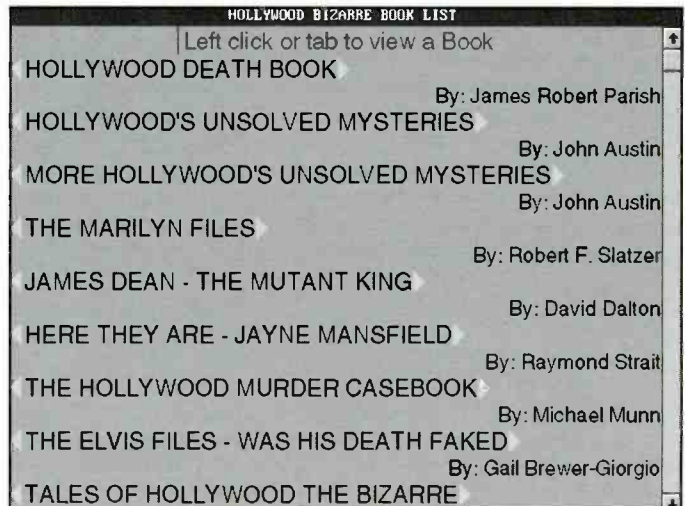 HOLLYWOOD BIZARRE BOOK LIST
Left click or tab to view a Book
HOLLYWOOD DEATH BOOK
By: James Robert Parish
HOLLYWOOD'S UNSOLVED MYSTERIES
By: John Austin
MORE HOLLYWOOD'S UNSOLVED MYSTERIES
By: John Austin
THE MARILYN FILES
By: Robert F. Slatzer
JAMES DEAN - THE MUTANT KING
By: David Dalton
HERE THEY ARE - JAYNE MANSFIELD
By: Raymond Strait
THE HOLLYWOOD MURDER CASEBOOK
By: Michael Munn
THE ELVIS FILES - WAS HIS DEATH FAKED
By: Gail Brewer-Giorgio
TALES OF HOLLYWOOD THE BIZARRE